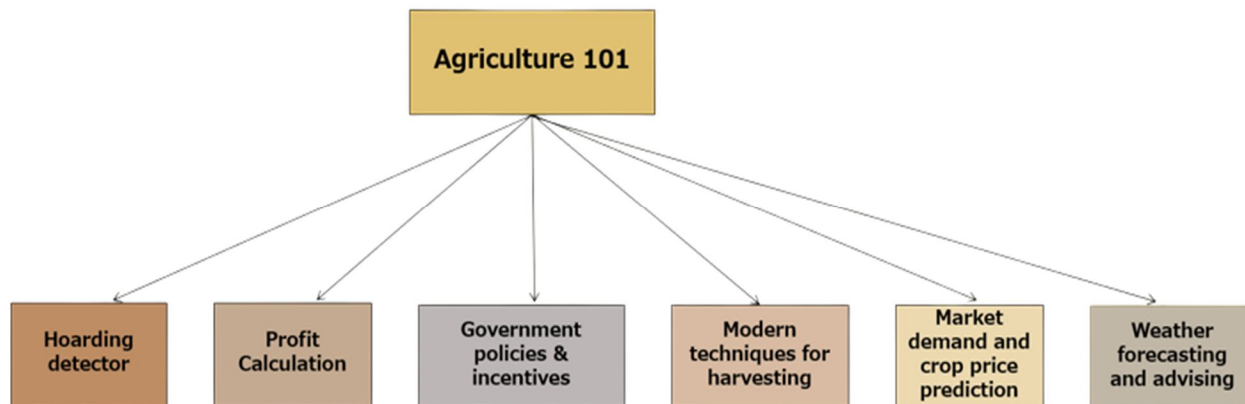 Agriculture 101
Hoarding
detector
Profit
Calculation
Government
policies &
incentives
Modern
techniques for
harvesting
Market
demand and
crop price
prediction
Weather
forecasting
and advising